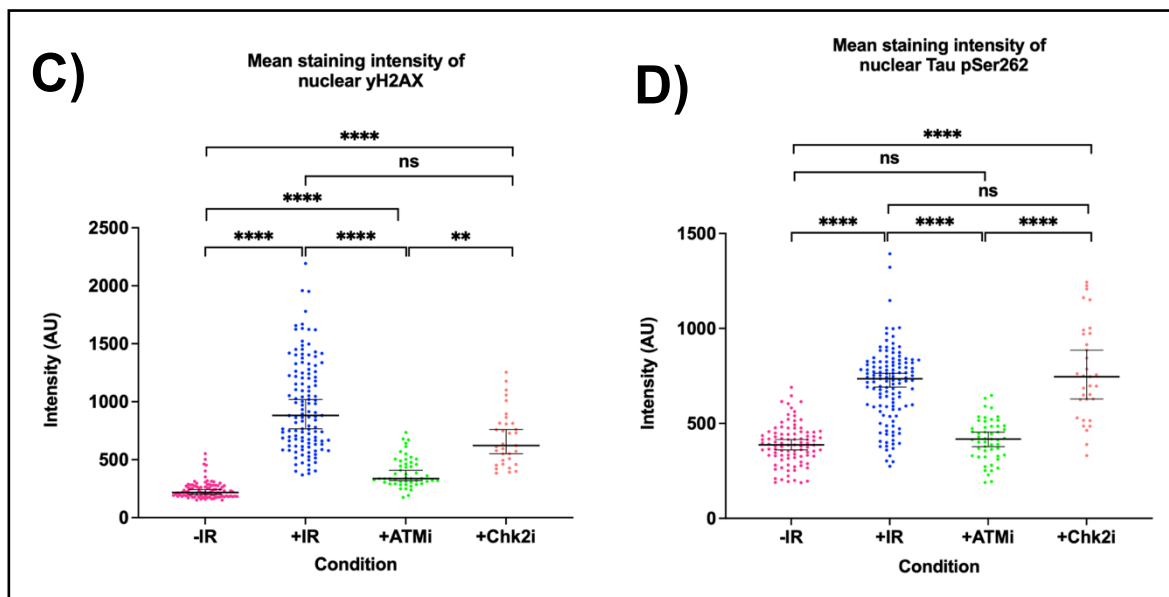 C)
Mean staining intensity of
nuclear yH2AX
****
ns
****
**** **** **
2500
2000
1500
1000
500
0
Intensity (AU)
-IR +IR +ATMi +Chk2i
Condition
D)
Mean staining intensity of
nuclear Tau pSer262
****
ns
ns
**** **** ****
1500
1000
500
0
Intensity (AU)
-IR +IR +ATMi +Chk2i
Condition